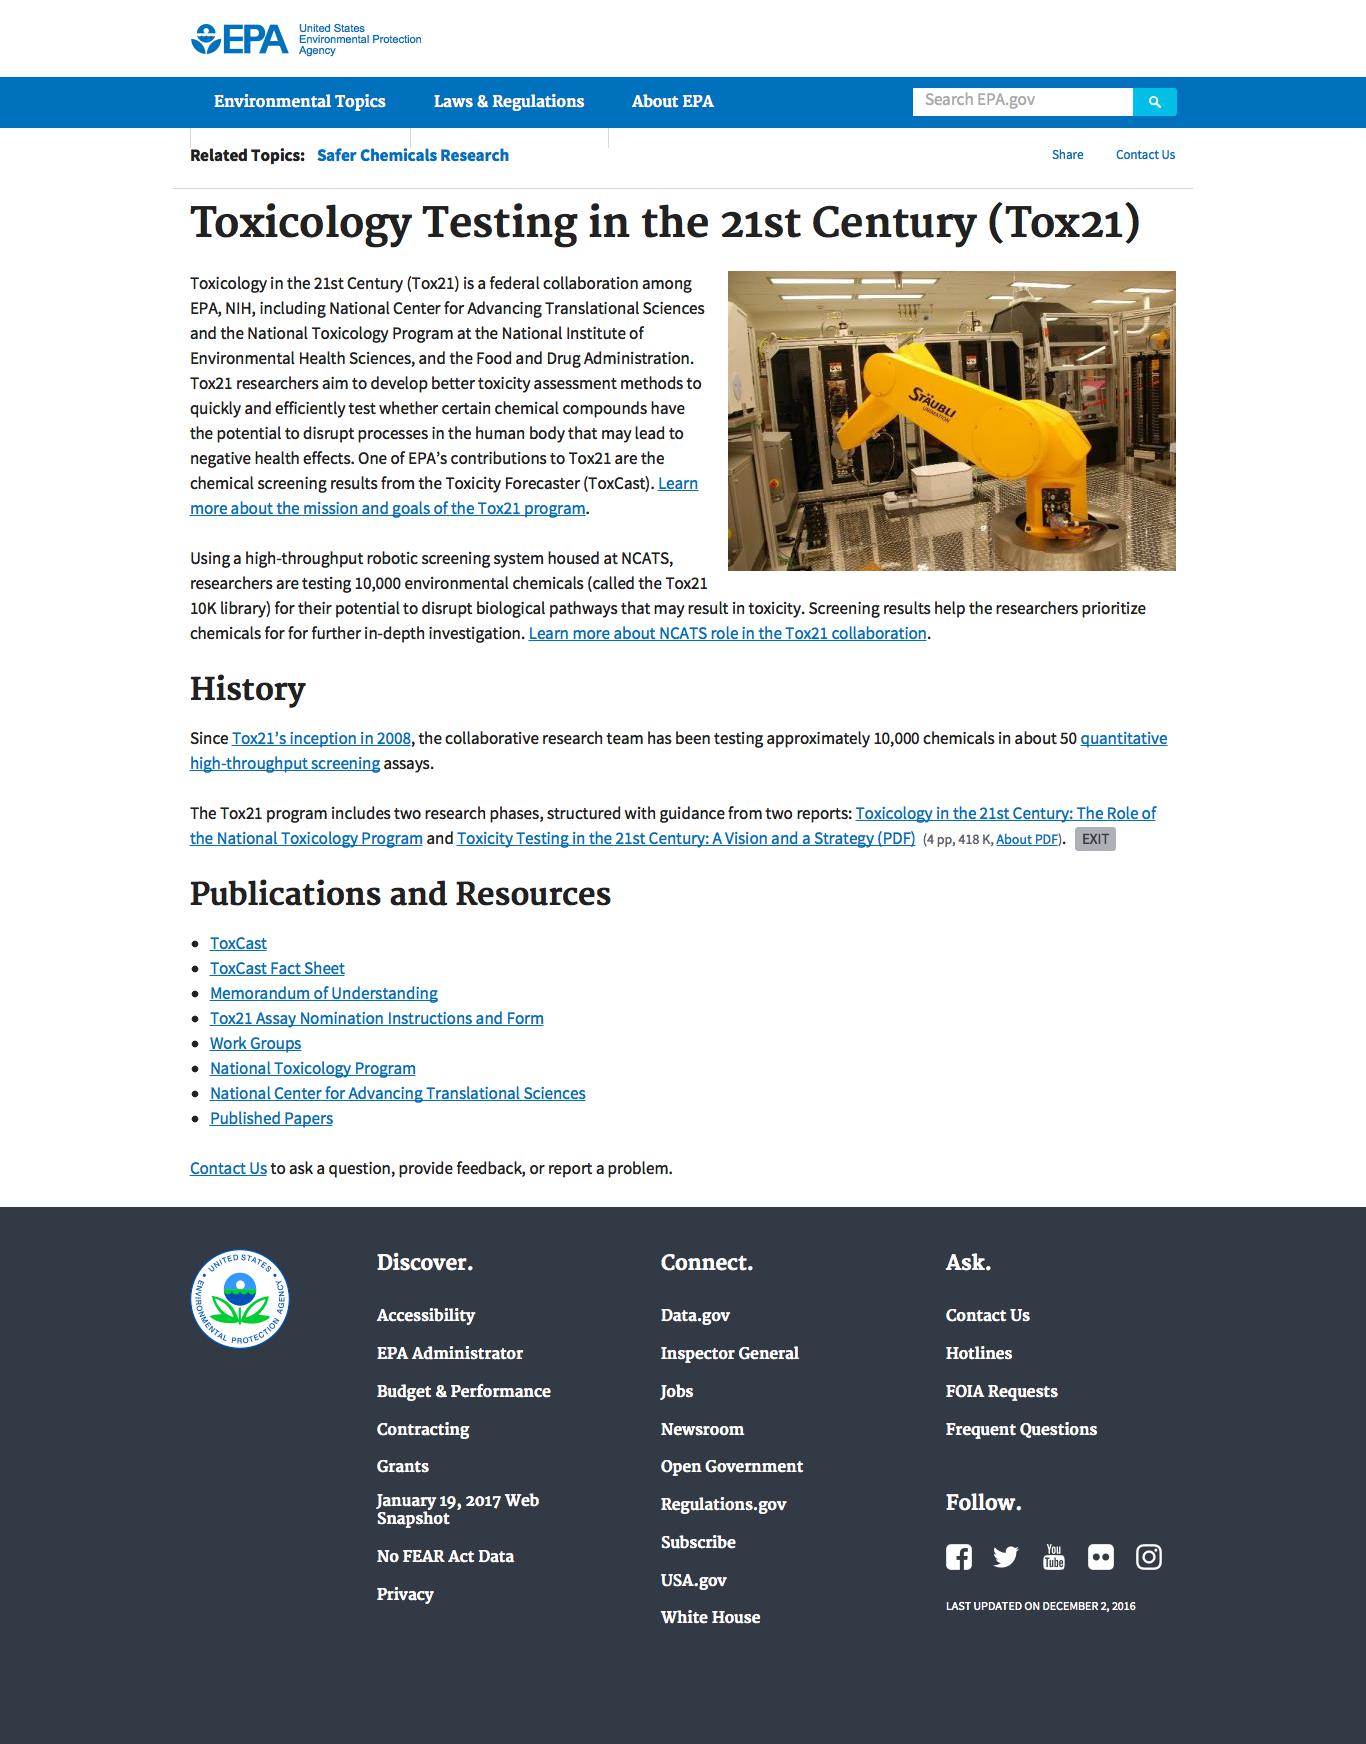 EPA United States
Environmental Protection
Agency
Environmental Topics Laws & Regulations About EPA Search EPA.gov
Related Topics: Safer Chemicals Research Share Contact Us
Toxicology Testing in the 21st Century (Tox21)
Toxicology in the 21st Century (Tox21) is a federal collaboration among
EPA, NIH, including National Center for Advancing Translational Sciences
and the National Toxicology Program at the National Institute of
Environmental Health Sciences, and the Food and Drug Administration.
Tox21 researchers aim to develop better toxicity assessment methods to
quickly and efficiently test whether certain chemical compounds have
the potential to disrupt processes in the human body that may lead to
negative health effects. One of EPA’s contributions to Tox21 are the
chemical screening results from the Toxicity Forecaster (ToxCast). Learn
more about the mission and goals of the Tox21 program.
STÄUBLI
UNIMATION
Using a high-throughput robotic screening system housed at NCATS,
researchers are testing 10,000 environmental chemicals (called the Tox21
10K library) for their potential to disrupt biological pathways that may result in toxicity. Screening results help the researchers prioritize
chemicals for for further in-depth investigation. Learn more about NCATS role in the Tox21 collaboration.
History
Since Tox21’s inception in 2008, the collaborative research team has been testing approximately 10,000 chemicals in about 50 quantitative
high-throughput screening assays.
The Tox21 program includes two research phases, structured with guidance from two reports: Toxicology in the 21st Century: The Role of
the National Toxicology Program and Toxicity Testing in the 21st Century: A Vision and a Strategy (PDF) (4 pp, 418 K, About PDF). EXIT
Publications and Resources
• ToxCast
• ToxCast Fact Sheet
• Memorandum of Understanding
• Tox21 Assay Nomination Instructions and Form
• Work Groups
• National Toxicology Program
• National Center for Advancing Translational Sciences
• Published Papers
Contact Us to ask a question, provide feedback, or report a problem.
UNITED STATES
ENVIRONMENTAL PROTECTION AGENCY
Discover.
Accessibility
EPA Administrator
Budget & Performance
Contracting
Grants
January 19, 2017 Web
Snapshot
No FEAR Act Data
Privacy
Connect.
Data.gov
Inspector General
Jobs
Newsroom
Open Government
Regulations.gov
Subscribe
USA.gov
White House
Ask.
Contact Us
Hotlines
FOIA Requests
Frequent Questions
Follow.
You
Tube
LAST UPDATED ON DECEMBER 2, 2016